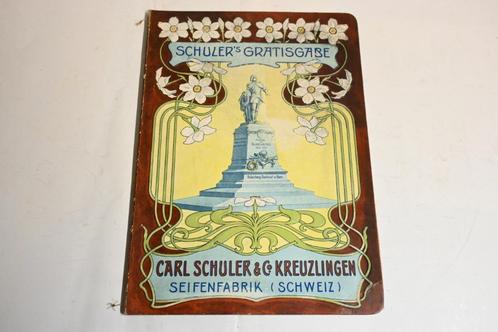 SCHULER'S GRATISGABE
CARL SCHULER & Co KREUZLINGEN
SEIFENFABRIK (SCHWEIZ)